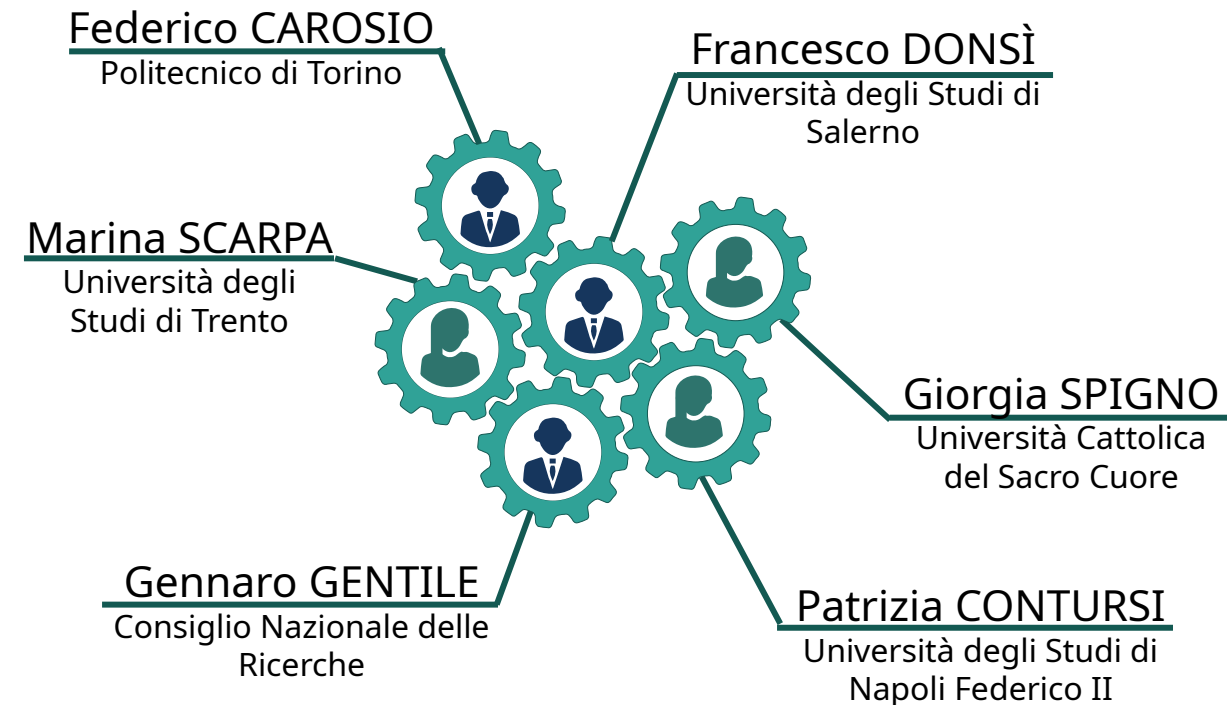 Federico CAROSIO
Politecnico di Torino
Francesco DONSÌ
Università degli Studi di
Salerno
Marina SCARPA
Università degli
Studi di Trento
Giorgia SPIGNO
Università Cattolica
del Sacro Cuore
Gennaro GENTILE
Consiglio Nazionale delle
Ricerche
Patrizia CONTURSI
Università degli Studi di
Napoli Federico II